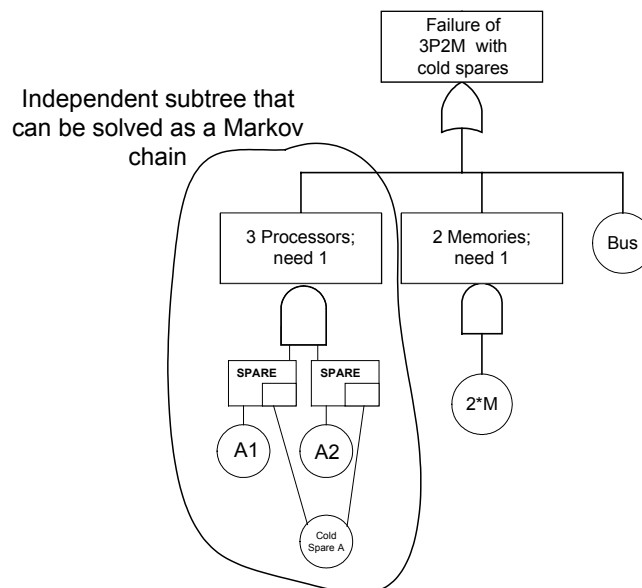 Failure of
3P2M with
cold spares
Independent subtree that
can be solved as a Markov
chain
3 Processors;
need 1
2 Memories;
need 1
Bus
SPARE
SPARE
A1
A2
2*M
Cold
Spare A